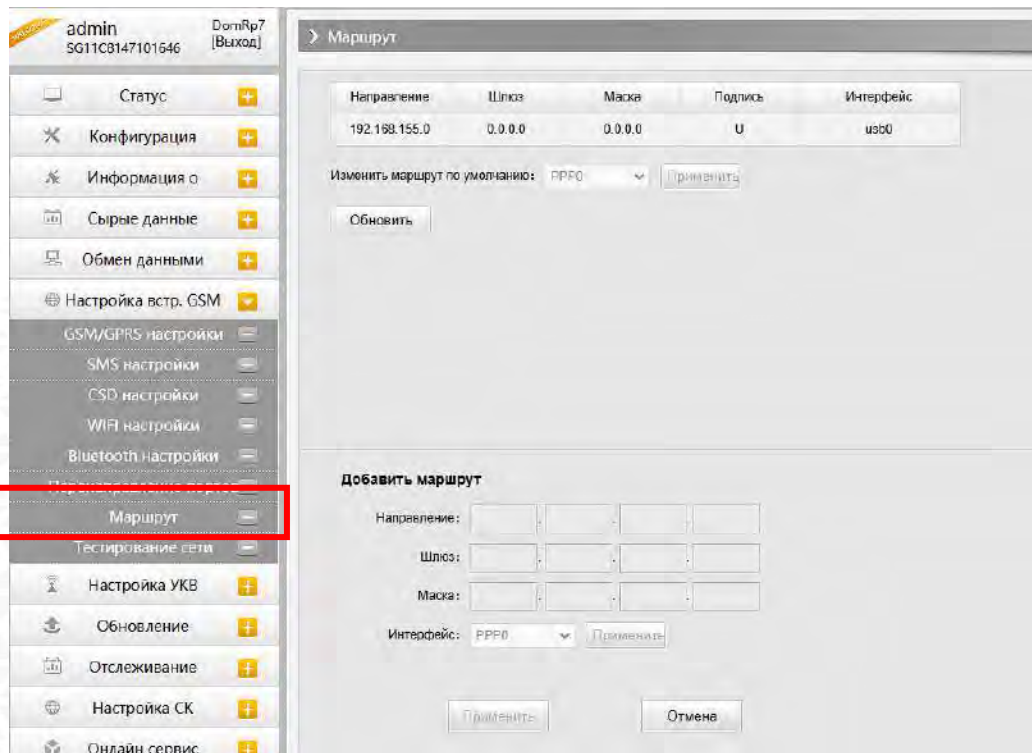 admin
DomRp7
SG11C8147101646
[Выход]
Статус
Конфигурация
Информация о
Сырые данные
Обмен данными
Настройка встр. GSM
GSM/GPRS настройки
SMS настройки
CSD настройки
WIFI настройки
Bluetooth настройки
Маршрут
Тестирование сети
Настройка УКВ
Обновление
Отслеживание
Настройка СК
Онлайн сервис
Маршрут
Направление Шлюз Маска Подпись Интерфейс
192.168.155.0 0.0.0.0 0.0.0.0 U usb0
Изменить маршрут по умолчанию: PPP0 Применить
Обновить
Добавить маршрут
Направление:
Шлюз:
Маска:
Интерфейс: PPP0 Применить
Применить Отмена